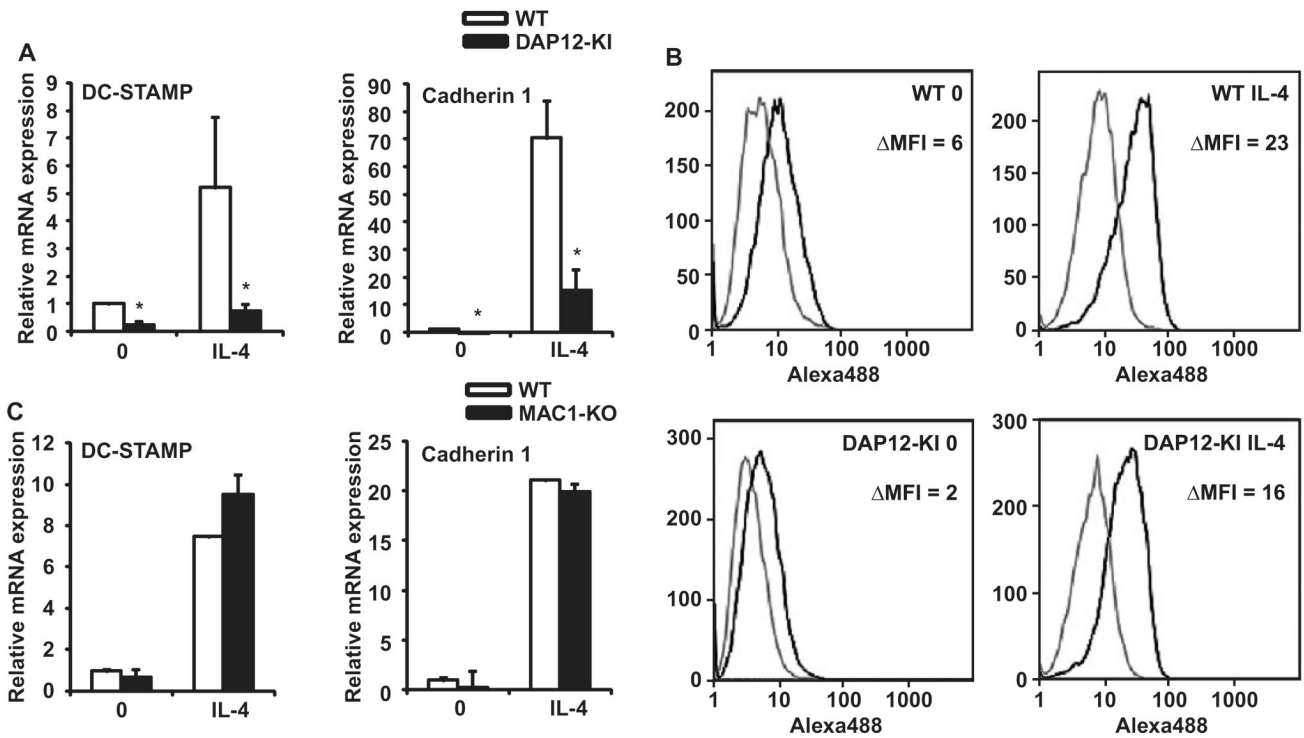 WT
DAP12-KI
A
DC-STAMP
Relative mRNA expression
9
8
7
6
5
4
3
2
1
0
*
*
0 IL-4
Cadherin 1
Relative mRNA expression
90
80
70
60
50
40
30
20
10
0
*
*
0 IL-4
B
WT 0
ΔMFI = 6
200
150
100
50
0
1 10 100 1000
Alexa488
WT IL-4
ΔMFI = 23
200
150
100
50
0
1 10 100 1000
Alexa488
DAP12-KI 0
ΔMFI = 2
300
200
100
0
1 10 100 1000
Alexa488
DAP12-KI IL-4
ΔMFI = 16
300
200
100
0
1 10 100 1000
Alexa488
C
WT
MAC1-KO
DC-STAMP
Relative mRNA expression
12
10
8
6
4
2
0
0 IL-4
Cadherin 1
Relative mRNA expression
25
20
15
10
5
0
0 IL-4